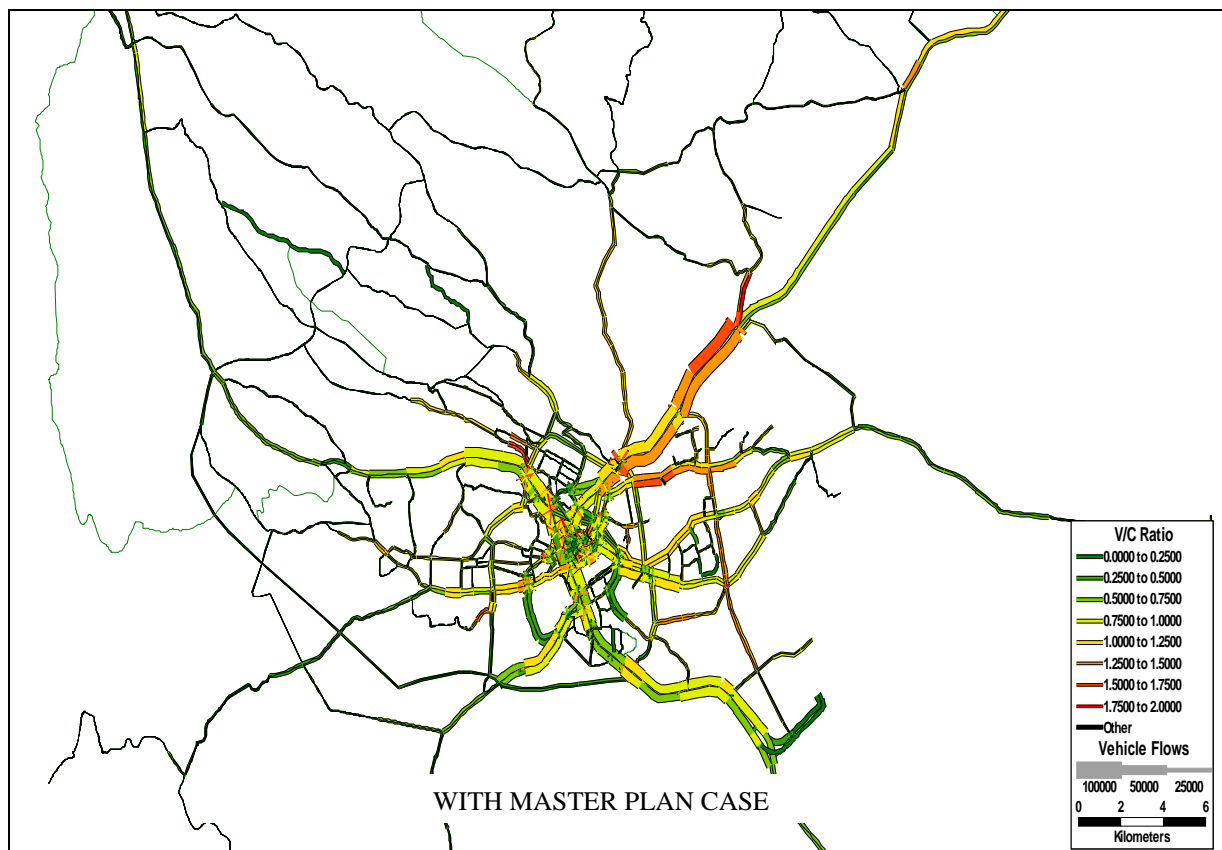 V/C Ratio
0.0000 to 0.2500
0.2500 to 0.5000
0.5000 to 0.7500
0.7500 to 1.0000
1.0000 to 1.2500
1.2500 to 1.5000
1.5000 to 1.7500
1.7500 to 2.0000
Other
Vehicle Flows
100000 50000 25000
0 2 4 6
Kilometers
WITH MASTER PLAN CASE